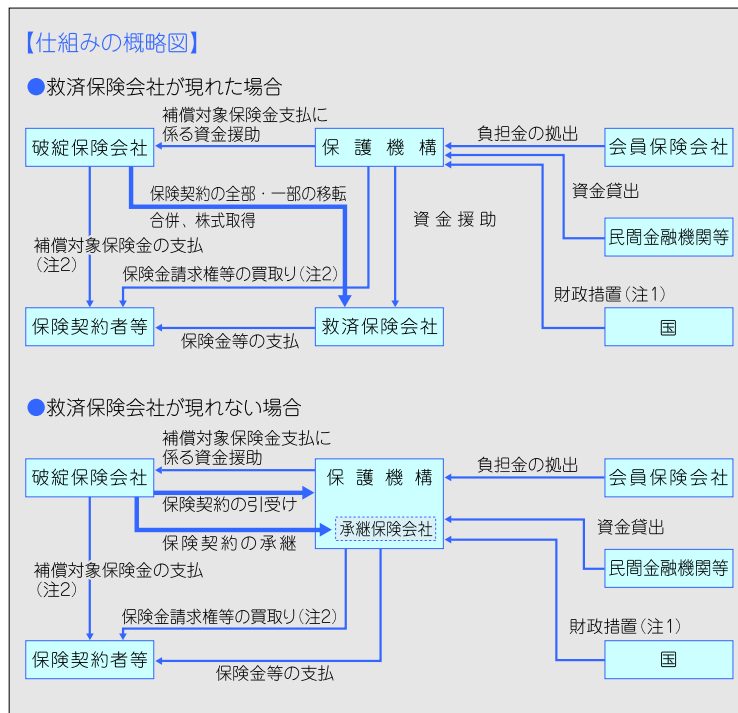 【仕組みの概略図】
●救済保険会社が現れた場合
補償対象保険金支払に
係る資金援助
負担金の拠出
破綻保険会社
保護機構
会員保険会社
保険契約の全部・一部の移転
合併、株式取得
資金援助
資金貸出
民間金融機関等
補償対象保険金の支払
(注2)
保険金請求権等の買取り(注2)
財政措置(注1)
保険契約者等
救済保険会社
国
保険金等の支払
●救済保険会社が現れない場合
補償対象保険金支払に
係る資金援助
負担金の拠出
破綻保険会社
保護機構
会員保険会社
保険契約の引受け
承継保険会社
保険契約の承継
資金貸出
民間金融機関等
補償対象保険金の支払
(注2)
保険金請求権等の買取り(注2)
財政措置(注1)
保険契約者等
国
保険金等の支払